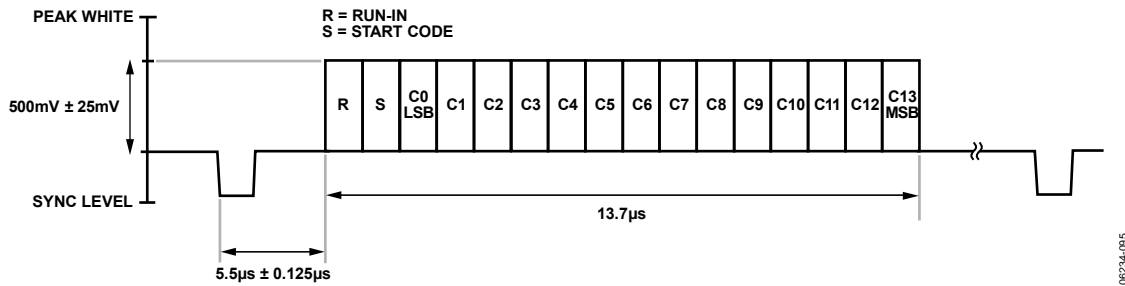 PEAK WHITE
R = RUN-IN
S = START CODE
500mV ± 25mV
R
S
C0
LSB
C1
C2
C3
C4
C5
C6
C7
C8
C9
C10
C11
C12
C13
MSB
SYNC LEVEL
13.7µs
5.5µs ± 0.125µs
06234-095